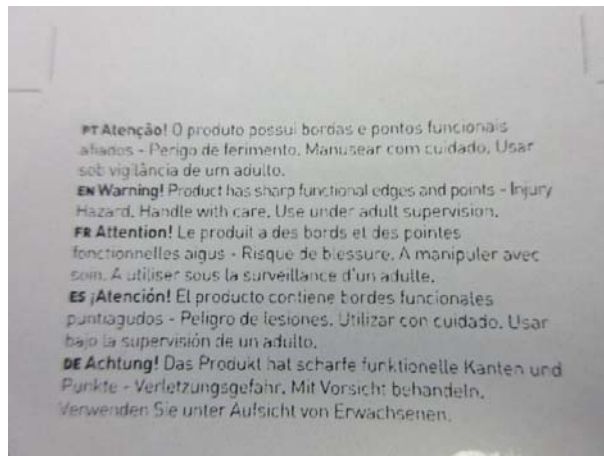 PT Atenção! O produto possui bordas e pontos funcionais
afiados - Perigo de ferimento. Manusear com cuidado. Usar
sob vigilância de um adulto.
EN Warning! Product has sharp functional edges and points - Injury
Hazard. Handle with care. Use under adult supervision.
FR Attention! Le produit a des bords et des pointes
fonctionnelles aigus - Risque de blessure. A manipuler avec
soin. A utiliser sous la surveillance d'un adulte.
ES ¡Atención! El producto contiene bordes funcionales
puntiagudos - Peligro de lesiones. Utilizar con cuidado. Usar
bajo la supervisión de un adulto.
DE Achtung! Das Produkt hat scharfe funktionelle Kanten und
Punkte - Verletzungsgefahr. Mit Vorsicht behandeln.
Verwenden Sie unter Aufsicht von Erwachsenen.